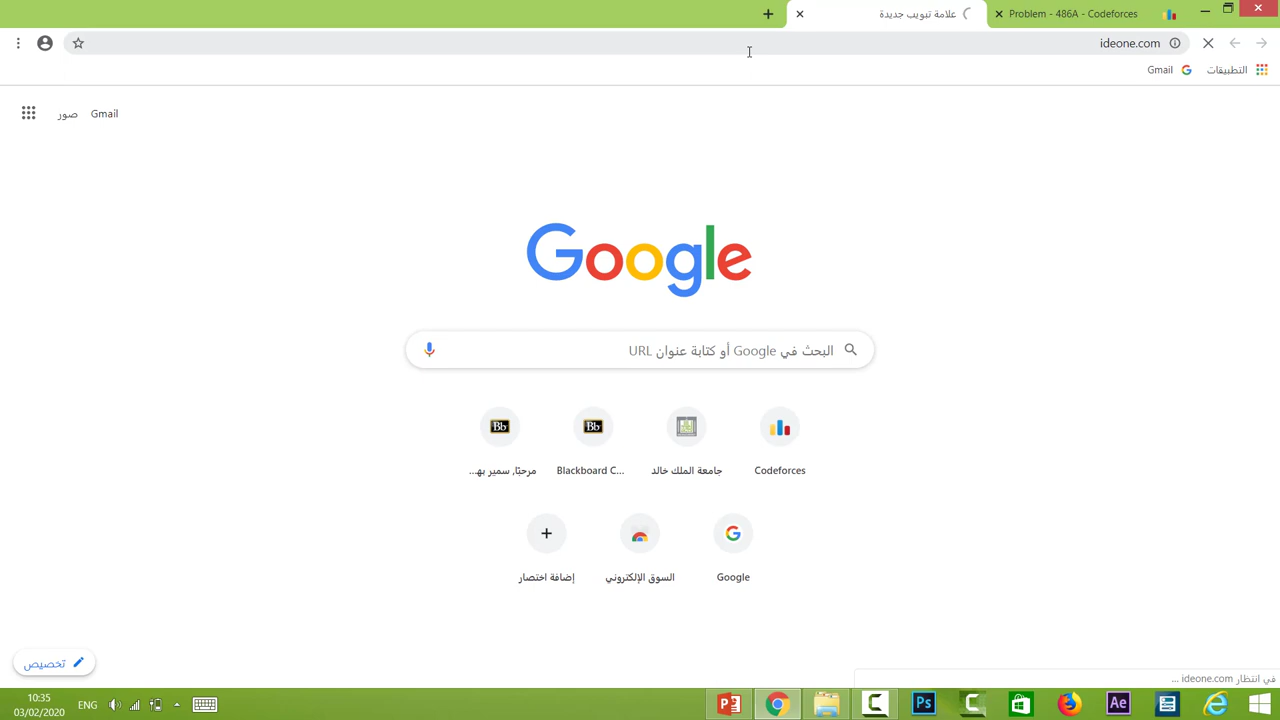 Problem - 486A - Codeforces
علامة تبويب جديدة
ideone.com
التطبيقات
Gmail
Gmail
صور
Google
البحث في Google أو كتابة عنوان URL
Codeforces
جامعة الملك خالد
Blackboard C...
مرحبًا, سمير به...
Google
السوق الإلكتروني
إضافة اختصار
تخصيص
في انتظار ideone.com ...
10:35
ENG
03/02/2020